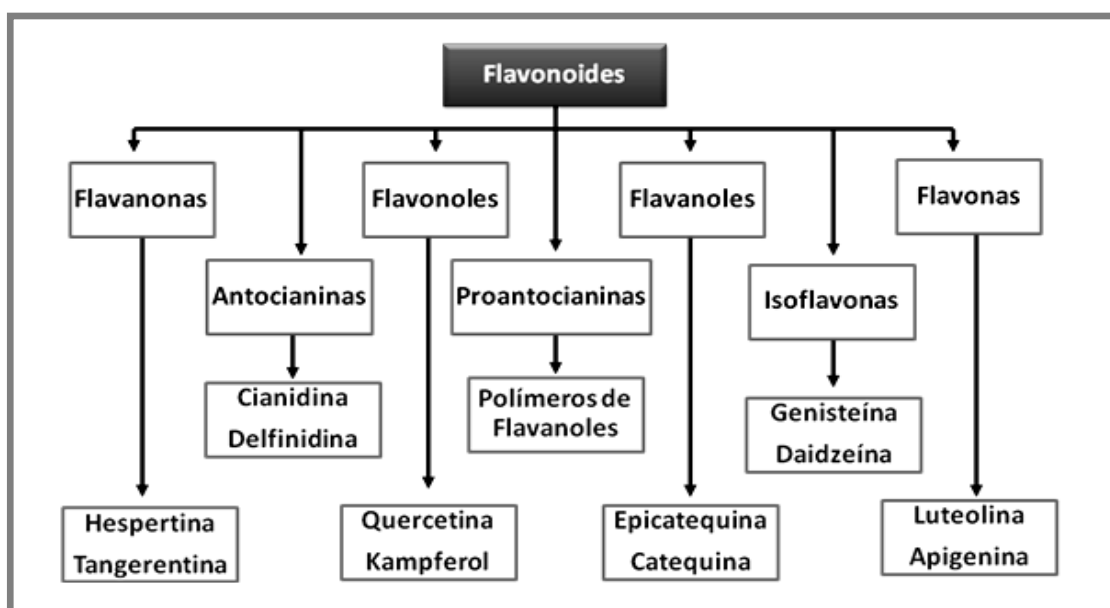 Flavonoides
Flavanonas
Flavonoles
Flavanoles
Flavonas
Antocianinas
Proantocianinas
Isoflavonas
Cianidina
Delfinidina
Polímeros de
Flavanoles
Genisteína
Daidzeína
Hespertina
Tangerentina
Quercetina
Kampferol
Epicatequina
Catequina
Luteolina
Apigenina